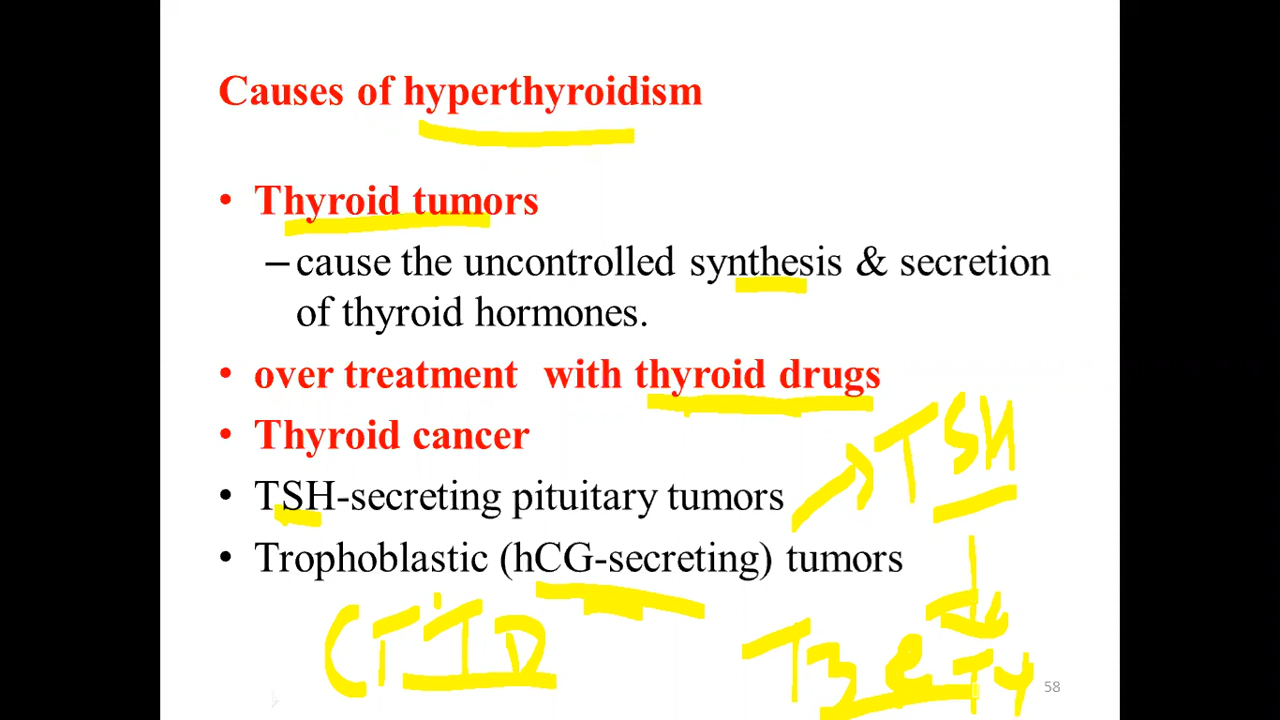 Causes of hyperthyroidism
• Thyroid tumors
– cause the uncontrolled synthesis & secretion
of thyroid hormones.
• over treatment with thyroid drugs
• Thyroid cancer
TSH
• TSH-secreting pituitary tumors
• Trophoblastic (hCG-secreting) tumors
T3 T4
58